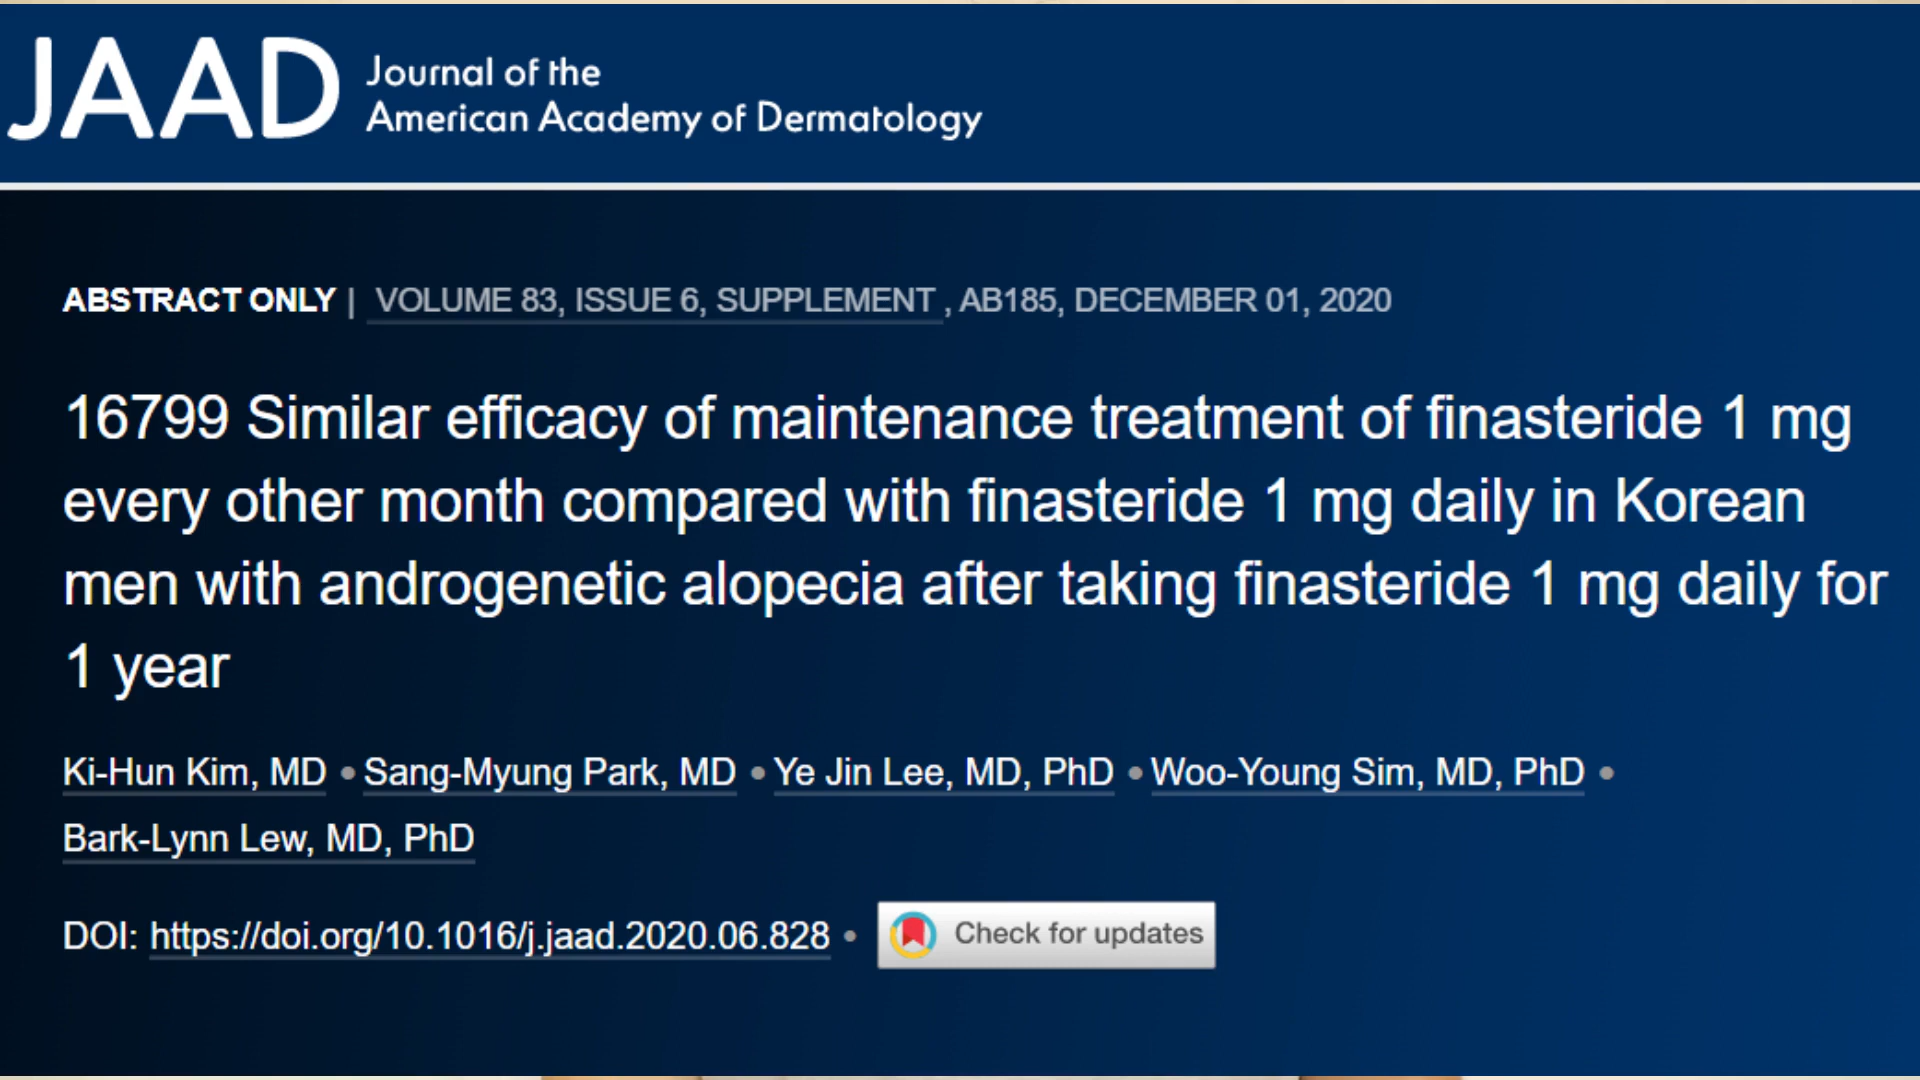 JAAD
Journal of the
American Academy of Dermatology
ABSTRACT ONLY | VOLUME 83, ISSUE 6, SUPPLEMENT , AB185, DECEMBER 01, 2020
16799 Similar efficacy of maintenance treatment of finasteride 1 mg
every other month compared with finasteride 1 mg daily in Korean
men with androgenetic alopecia after taking finasteride 1 mg daily for
1 year
Ki-Hun Kim, MD • Sang-Myung Park, MD • Ye Jin Lee, MD, PhD • Woo-Young Sim, MD, PhD •
Bark-Lynn Lew, MD, PhD
DOI: https://doi.org/10.1016/j.jaad.2020.06.828 • Check for updates